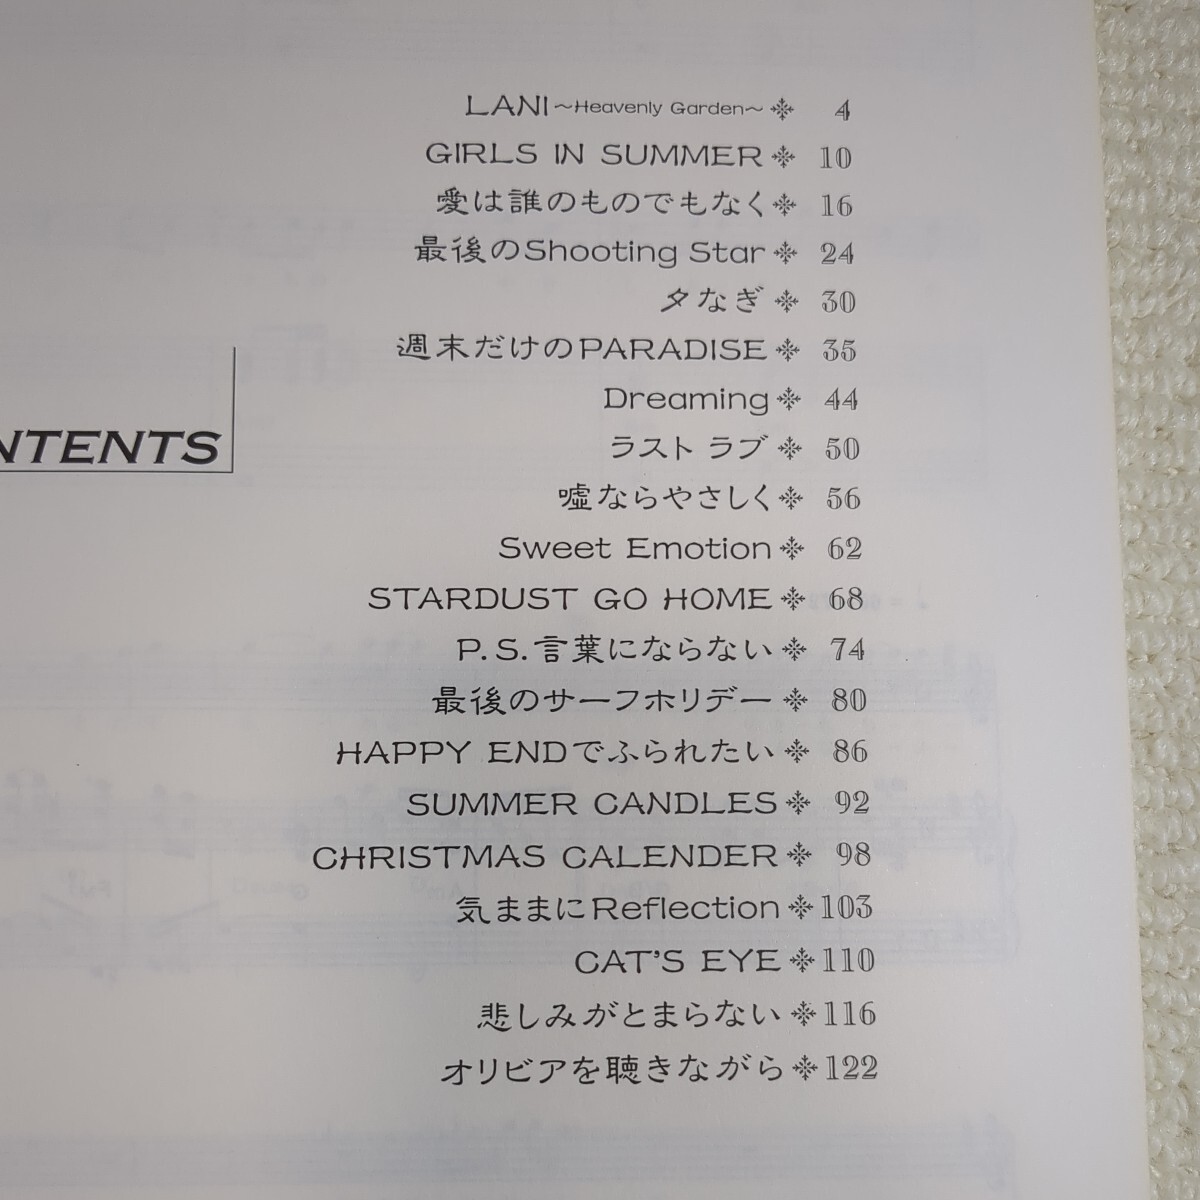 NTENTS
LANI～Heavenly Garden～ 4
GIRLS IN SUMMER 10
愛は誰のものでもなく 16
最後のShooting Star 24
夕なぎ 30
週末だけのPARADISE 35
Dreaming 44
ラスト ラブ 50
嘘ならやさしく 56
Sweet Emotion 62
STARDUST GO HOME 68
P.S.言葉にならない 74
最後のサーフホリデー 80
HAPPY ENDでふられたい 86
SUMMER CANDLES 92
CHRISTMAS CALENDER 98
気ままにReflection 103
CAT'S EYE 110
悲しみがとまらない 116
オリビアを聴きながら 122